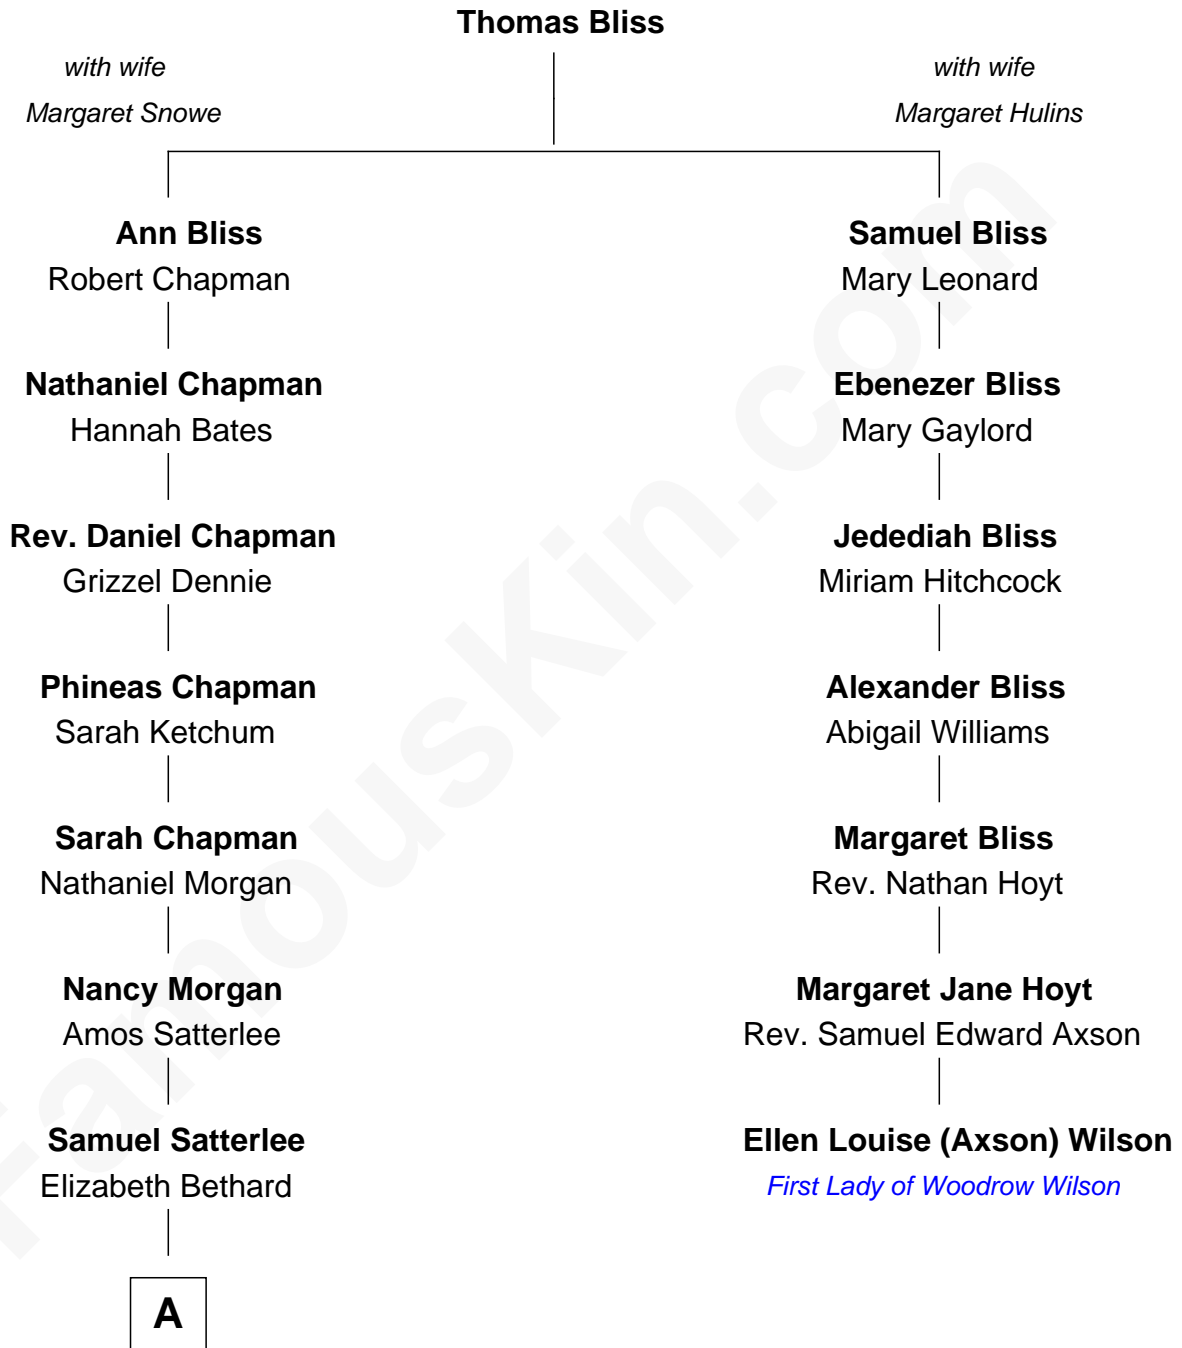 Thomas Bliss
with wife
Margaret Snowe
with wife
Margaret Hulins
Ann Bliss
Robert Chapman
Samuel Bliss
Mary Leonard
Nathaniel Chapman
Hannah Bates
Ebenezer Bliss
Mary Gaylord
Rev. Daniel Chapman
Grizzel Dennie
Jedediah Bliss
Miriam Hitchcock
Phineas Chapman
Sarah Ketchum
Alexander Bliss
Abigail Williams
Sarah Chapman
Nathaniel Morgan
Margaret Bliss
Rev. Nathan Hoyt
Nancy Morgan
Amos Satterlee
Margaret Jane Hoyt
Rev. Samuel Edward Axson
Samuel Satterlee
Elizabeth Bethard
Ellen Louise (Axson) Wilson
First Lady of Woodrow Wilson
A
FamousKin.com